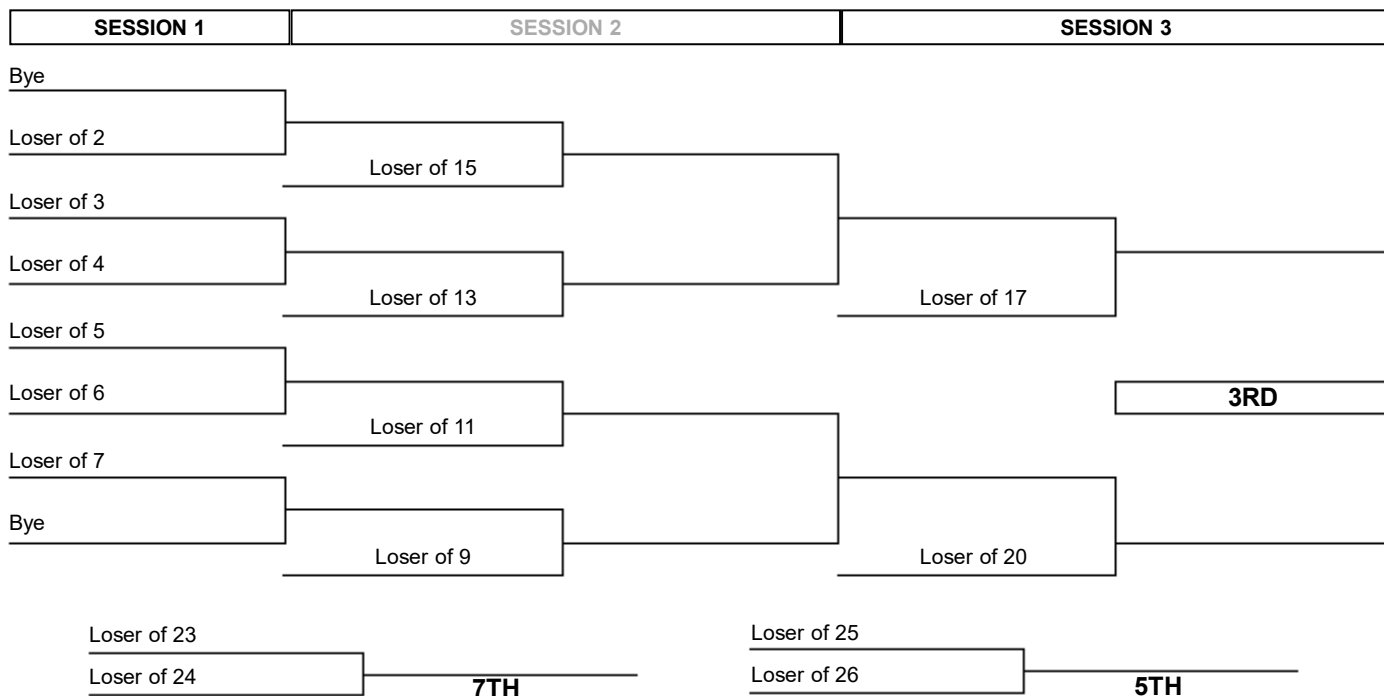 SESSION 1 SESSION 2 SESSION 3
Bye
Loser of 2
Loser of 15
Loser of 3
Loser of 4
Loser of 13
Loser of 17
Loser of 5
Loser of 6
3RD
Loser of 11
Loser of 7
Bye
Loser of 9
Loser of 20
Loser of 23
Loser of 24
7TH
Loser of 25
Loser of 26
5TH